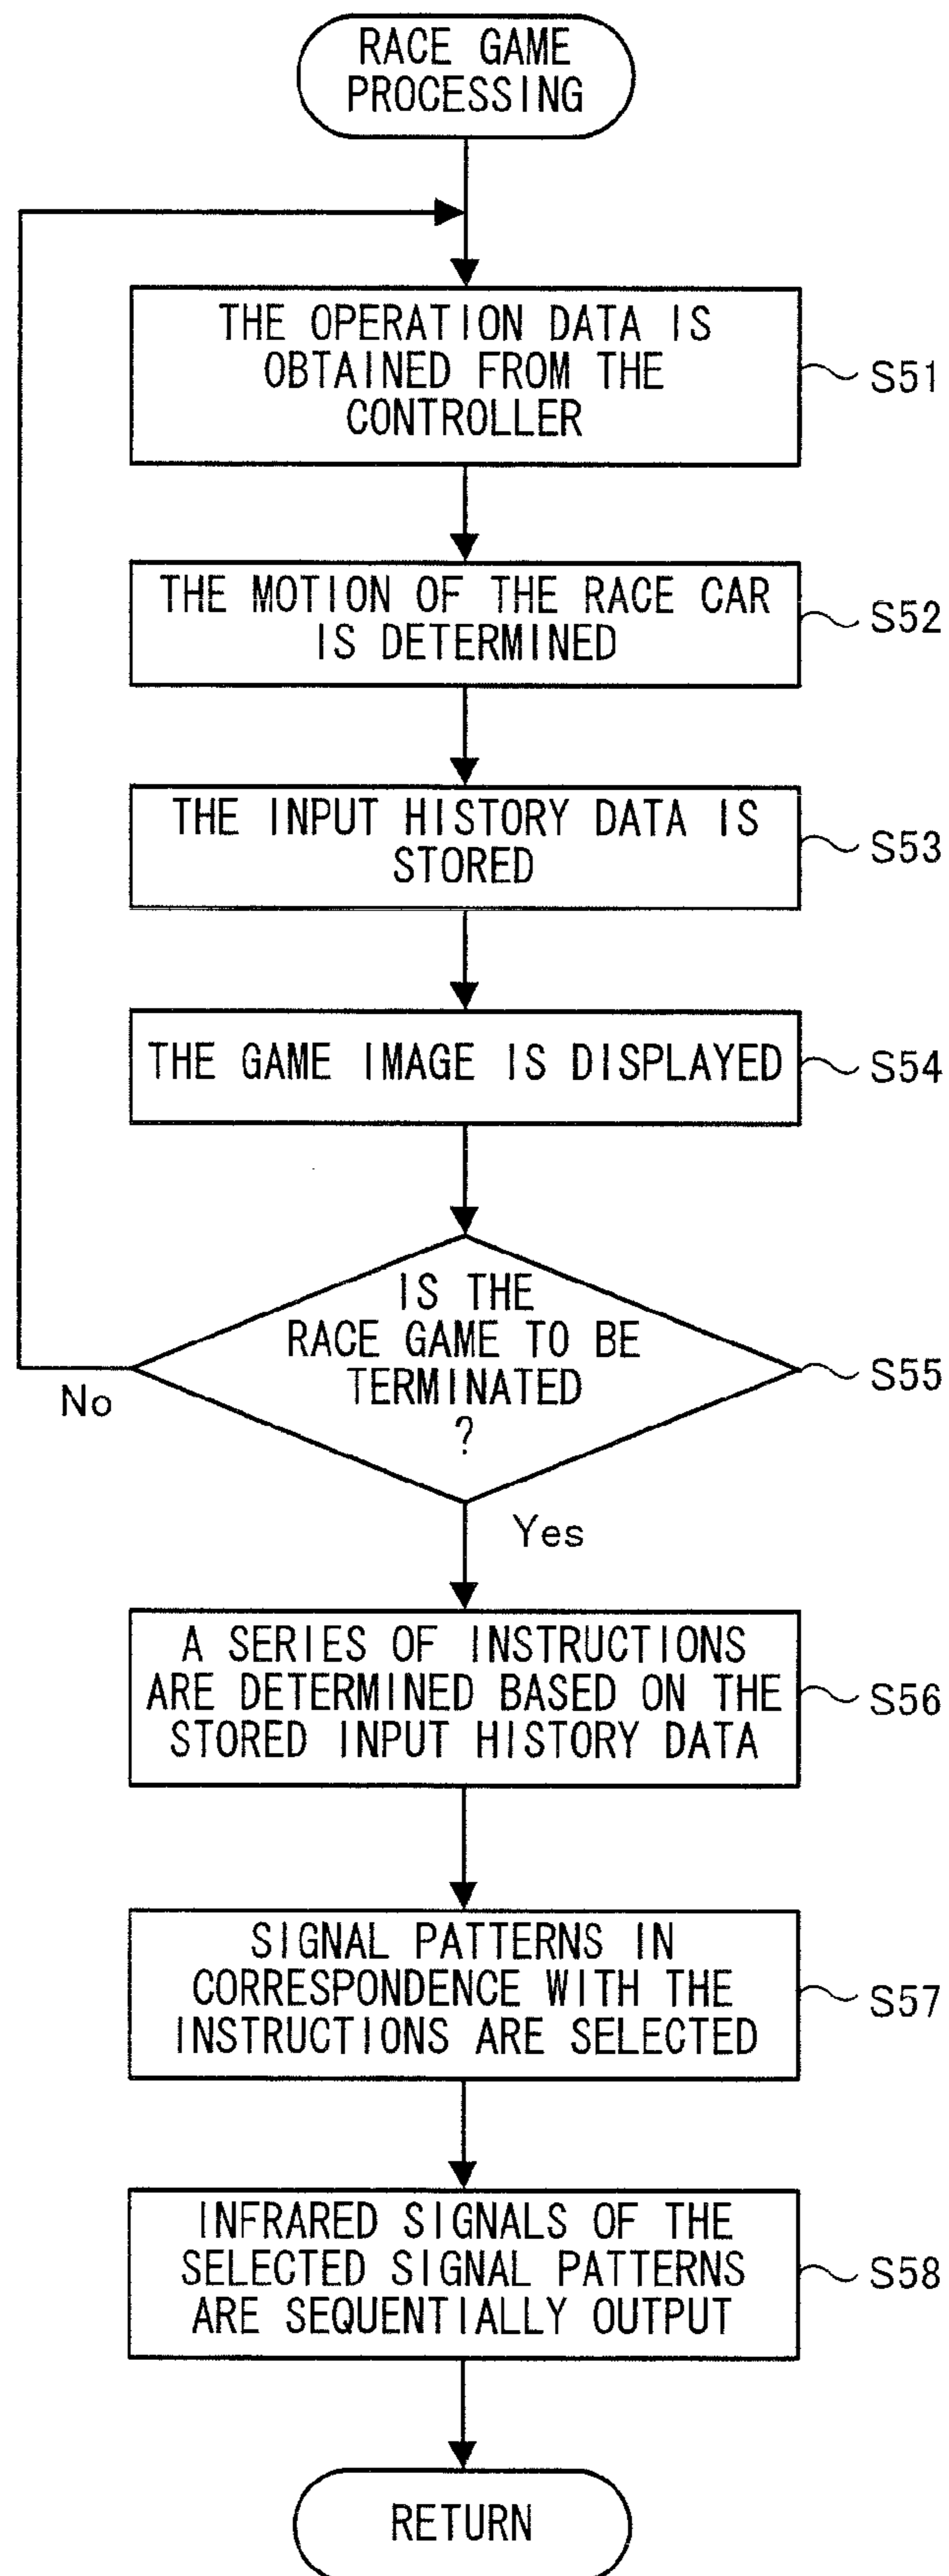 RACE GAME
PROCESSING
THE OPERATION DATA IS
OBTAINED FROM THE
CONTROLLER
S51
THE MOTION OF THE RACE CAR
IS DETERMINED
S52
THE INPUT HISTORY DATA IS
STORED
S53
THE GAME IMAGE IS DISPLAYED
S54
IS THE
RACE GAME TO BE
TERMINATED
?
S55
No
Yes
A SERIES OF INSTRUCTIONS
ARE DETERMINED BASED ON THE
STORED INPUT HISTORY DATA
S56
SIGNAL PATTERNS IN
CORRESPONDENCE WITH THE
INSTRUCTIONS ARE SELECTED
S57
INFRARED SIGNALS OF THE
SELECTED SIGNAL PATTERNS
ARE SEQUENTIALLY OUTPUT
S58
RETURN